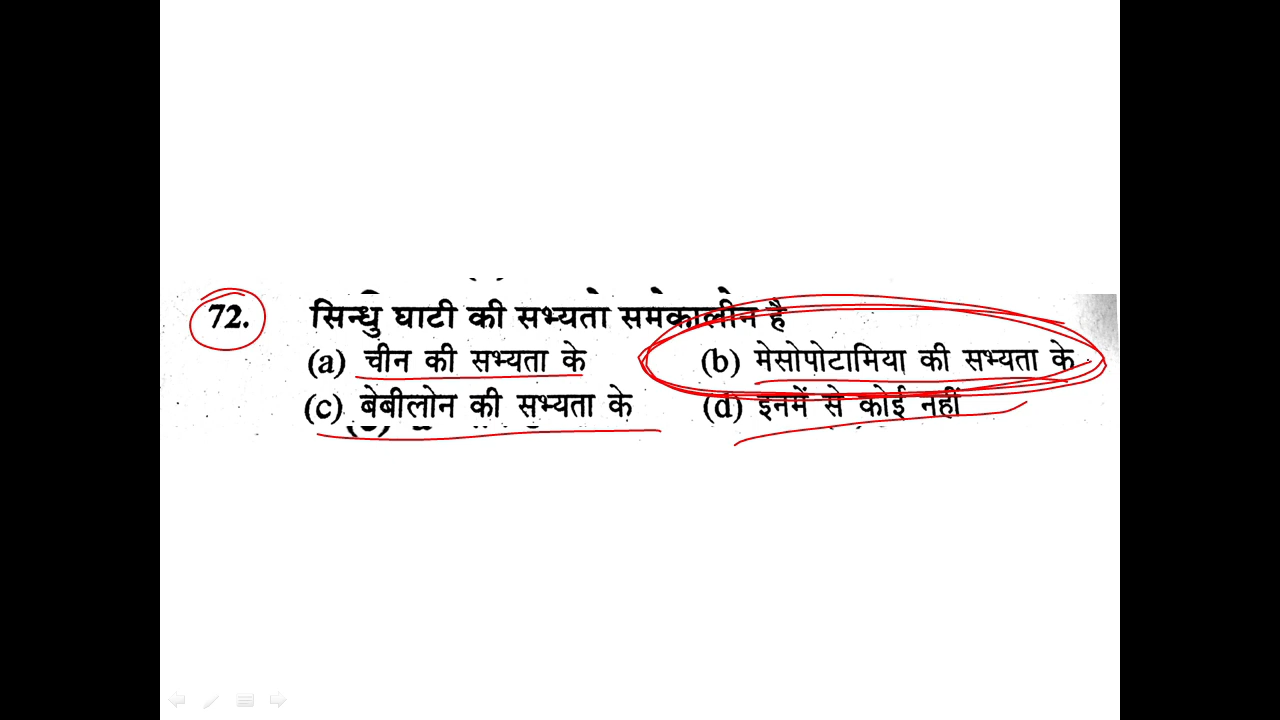 72. सिन्धु घाटी की सभ्यता समकालीन है
(a) चीन की सभ्यता के (b) मेसोपोटामिया की सभ्यता के
(c) बेबीलोन की सभ्यता के (d) इनमें से कोई नहीं